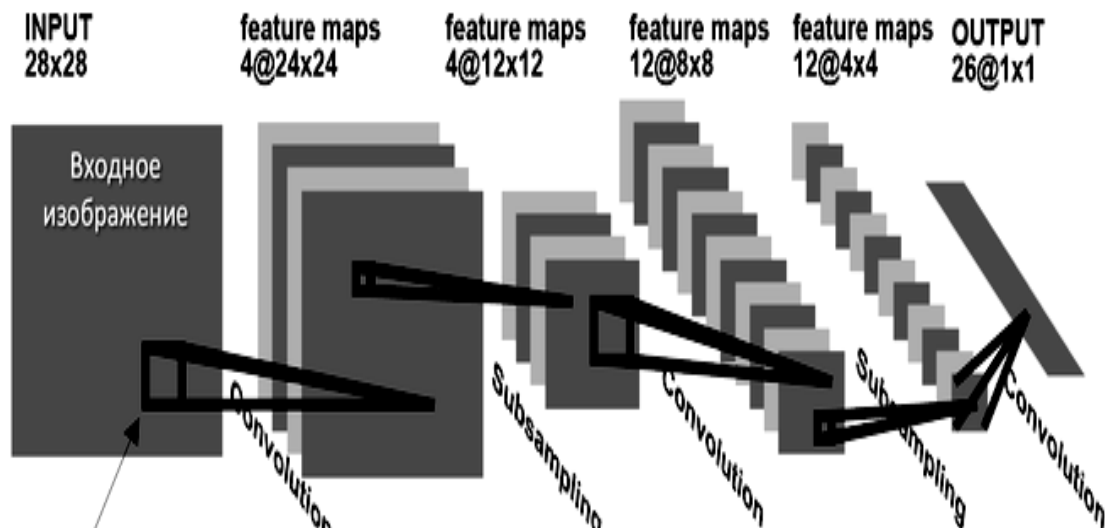 INPUT
28x28
feature maps
4@24x24
feature maps
4@12x12
feature maps
12@8x8
feature maps
12@4x4
OUTPUT
26@1x1
Входное
изображение
Convolution
Subsampling
Convolution
Subsampling
Convolution